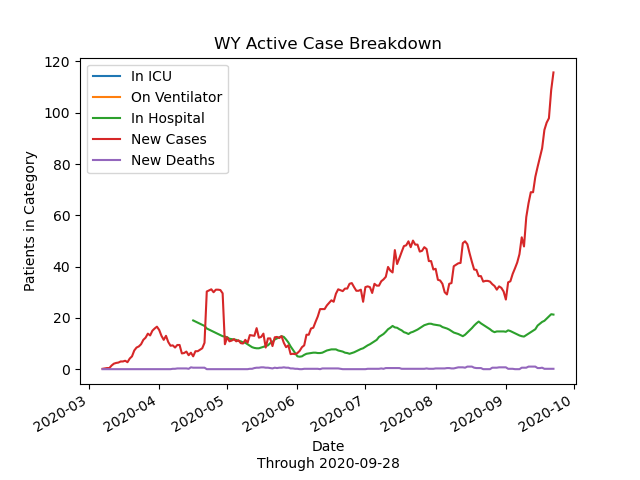 WY Active Case Breakdown
120
100
80
60
40
20
0
Patients in Category
In ICU
On Ventilator
In Hospital
New Cases
New Deaths
2020-03
2020-04
2020-05
2020-06
2020-07
2020-08
2020-09
2020-10
Date
Through 2020-09-28